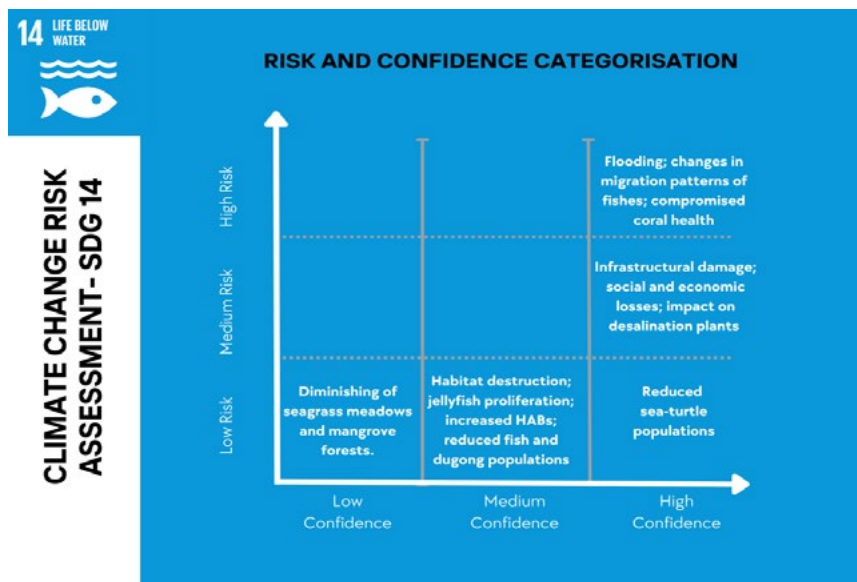 14 LIFE BELOW
WATER
CLIMATE CHANGE RISK
ASSESSMENT- SDG 14
RISK AND CONFIDENCE CATEGORISATION
High Risk
Flooding; changes in
migration patterns of
fishes; compromised
coral health
Medium Risk
Infrastructural damage;
social and economic
losses; impact on
desalination plants
Low Risk
Diminishing of
seagrass meadows
and mangrove
forests.
Habitat destruction;
jellyfish proliferation;
increased HABs;
reduced fish and
dugong populations
Reduced
sea-turtle
populations
Low
Confidence
Medium
Confidence
High
Confidence